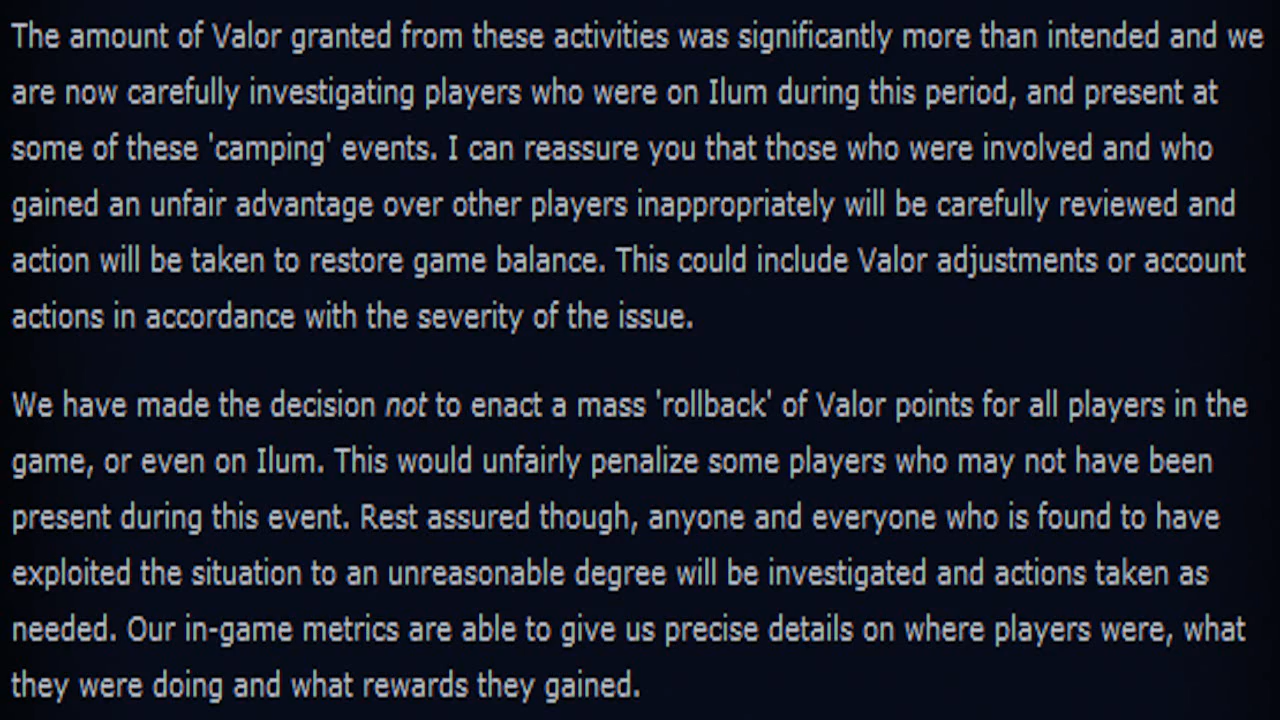 The amount of Valor granted from these activities was significantly more than intended and we
are now carefully investigating players who were on Ilum during this period, and present at
some of these 'camping' events. I can reassure you that those who were involved and who
gained an unfair advantage over other players inappropriately will be carefully reviewed and
action will be taken to restore game balance. This could include Valor adjustments or account
actions in accordance with the severity of the issue.
We have made the decision not to enact a mass 'rollback' of Valor points for all players in the
game, or even on Ilum. This would unfairly penalize some players who may not have been
present during this event. Rest assured though, anyone and everyone who is found to have
exploited the situation to an unreasonable degree will be investigated and actions taken as
needed. Our in-game metrics are able to give us precise details on where players were, what
they were doing and what rewards they gained.